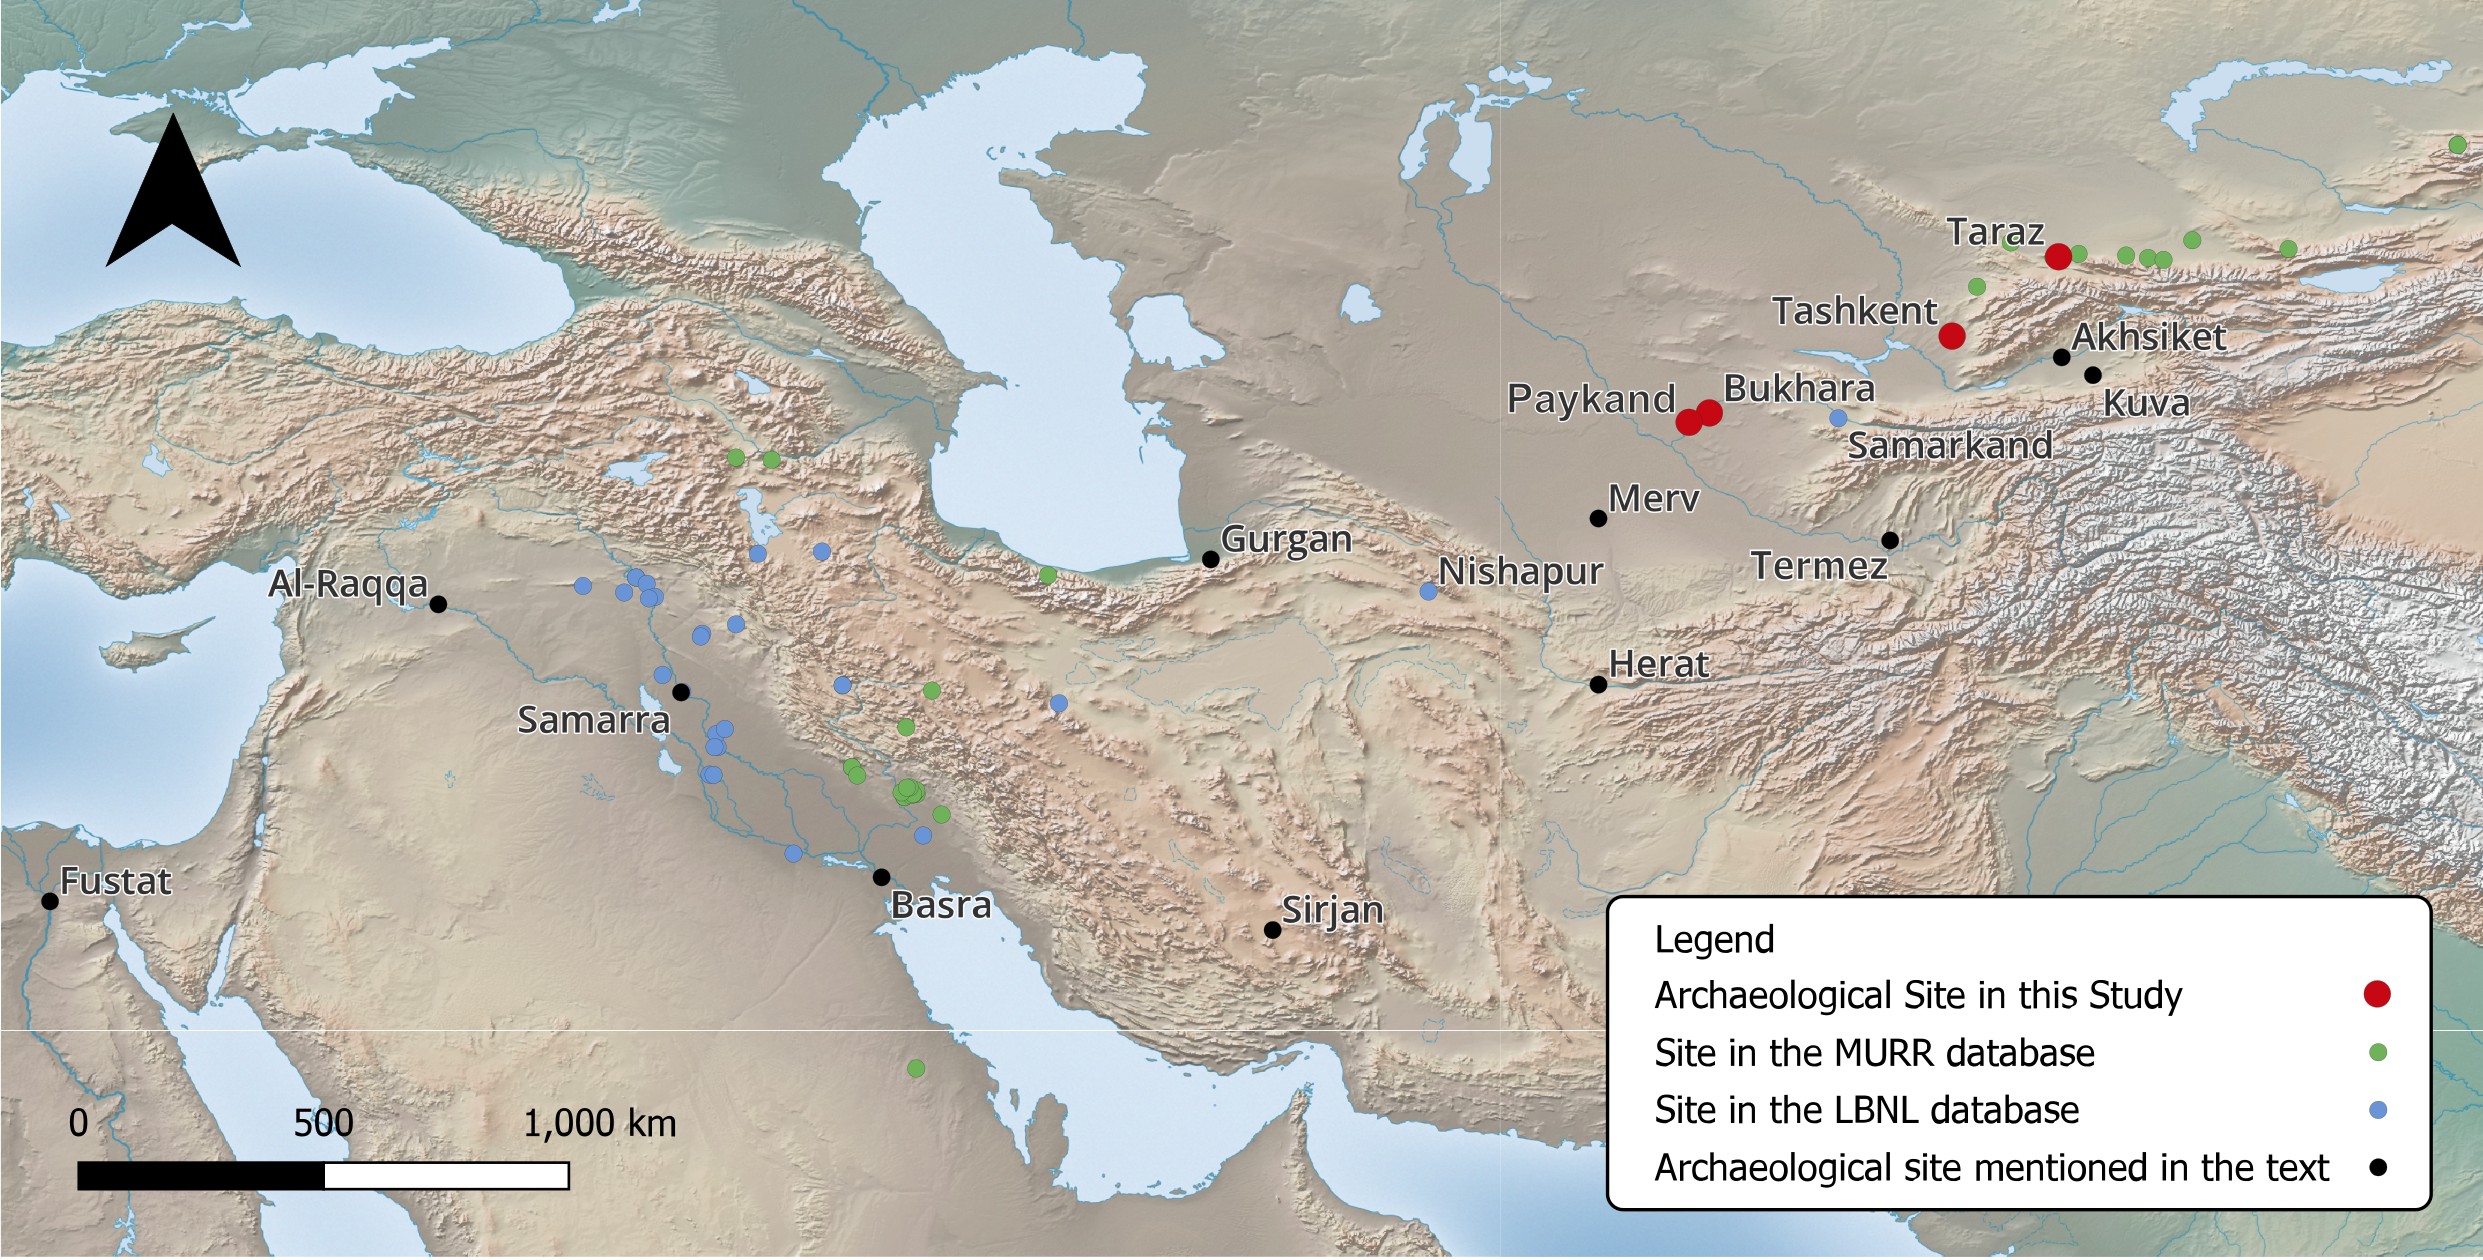 Taraz
Tashkent
Akhsiket
Paykand
Bukhara
Kuva
Samarkand
Merv
Gurgan
Nishapur
Termez
Al-Raqqa
Herat
Samarra
Fustat
Basra
Sirjan
0 500 1,000 km
Legend
Archaeological Site in this Study
Site in the MURR database
Site in the LBNL database
Archaeological site mentioned in the text